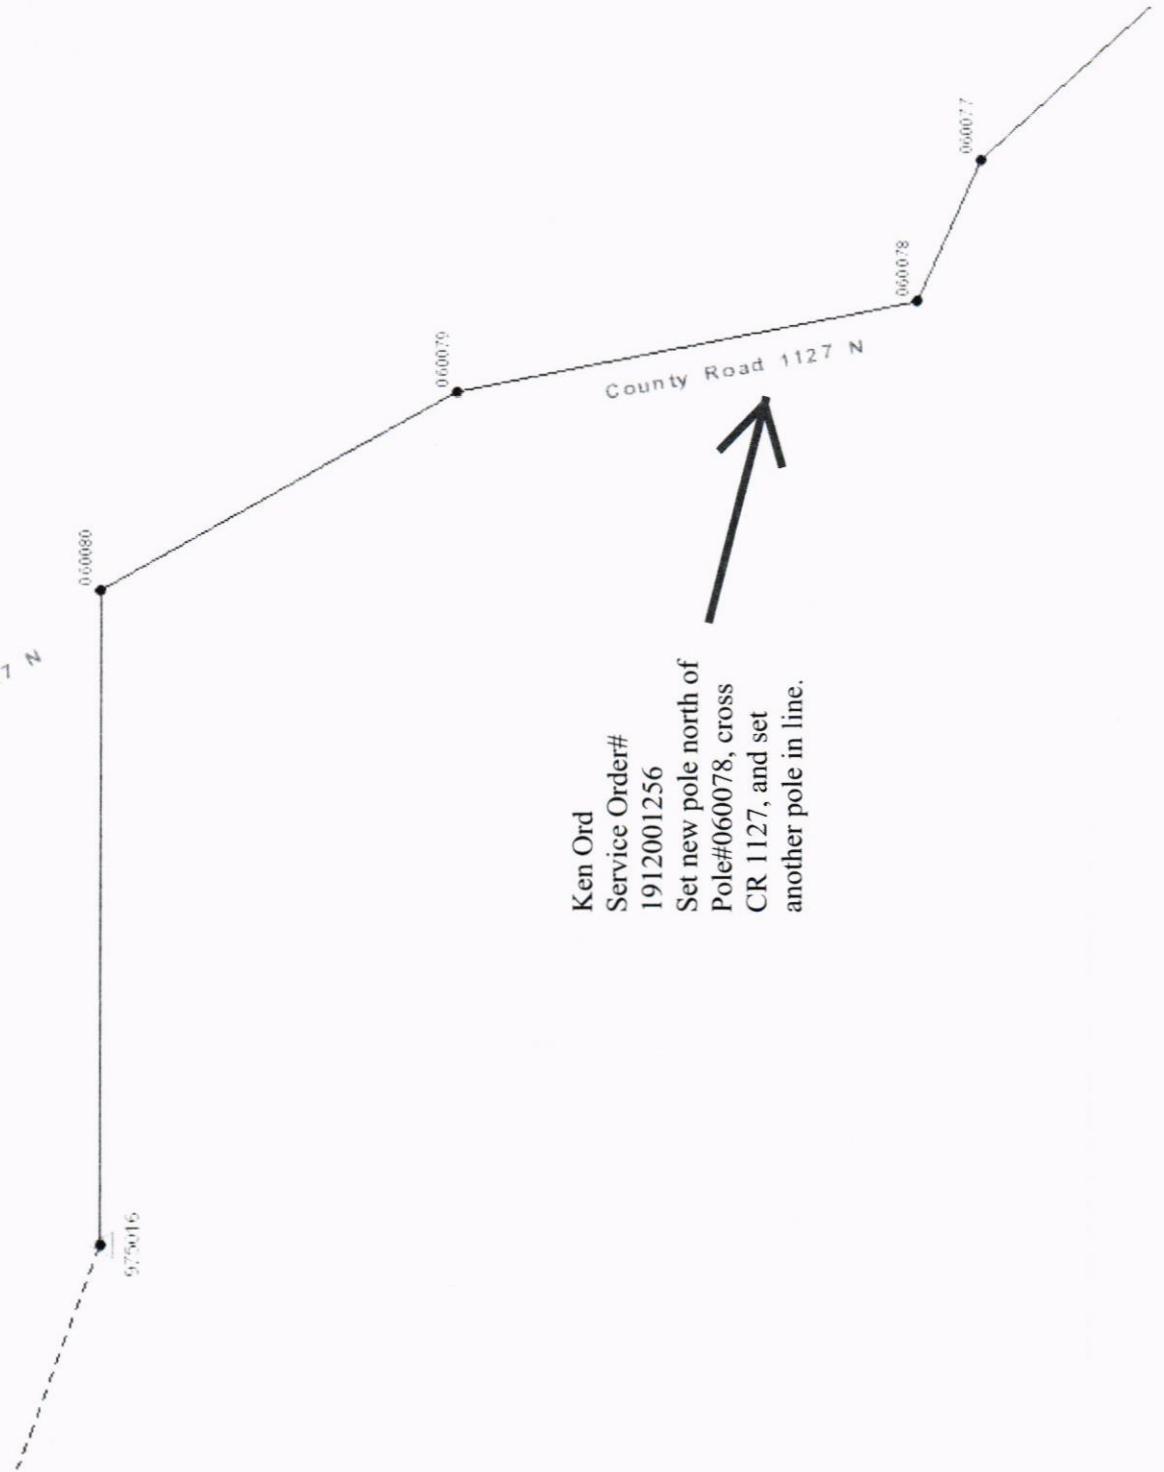 060077
060078
County Road 1127 N
060079
060080
7 N
975016
Ken Ord
Service Order#
1912001256
Set new pole north of
Pole#060078, cross
CR 1127, and set
another pole in line.